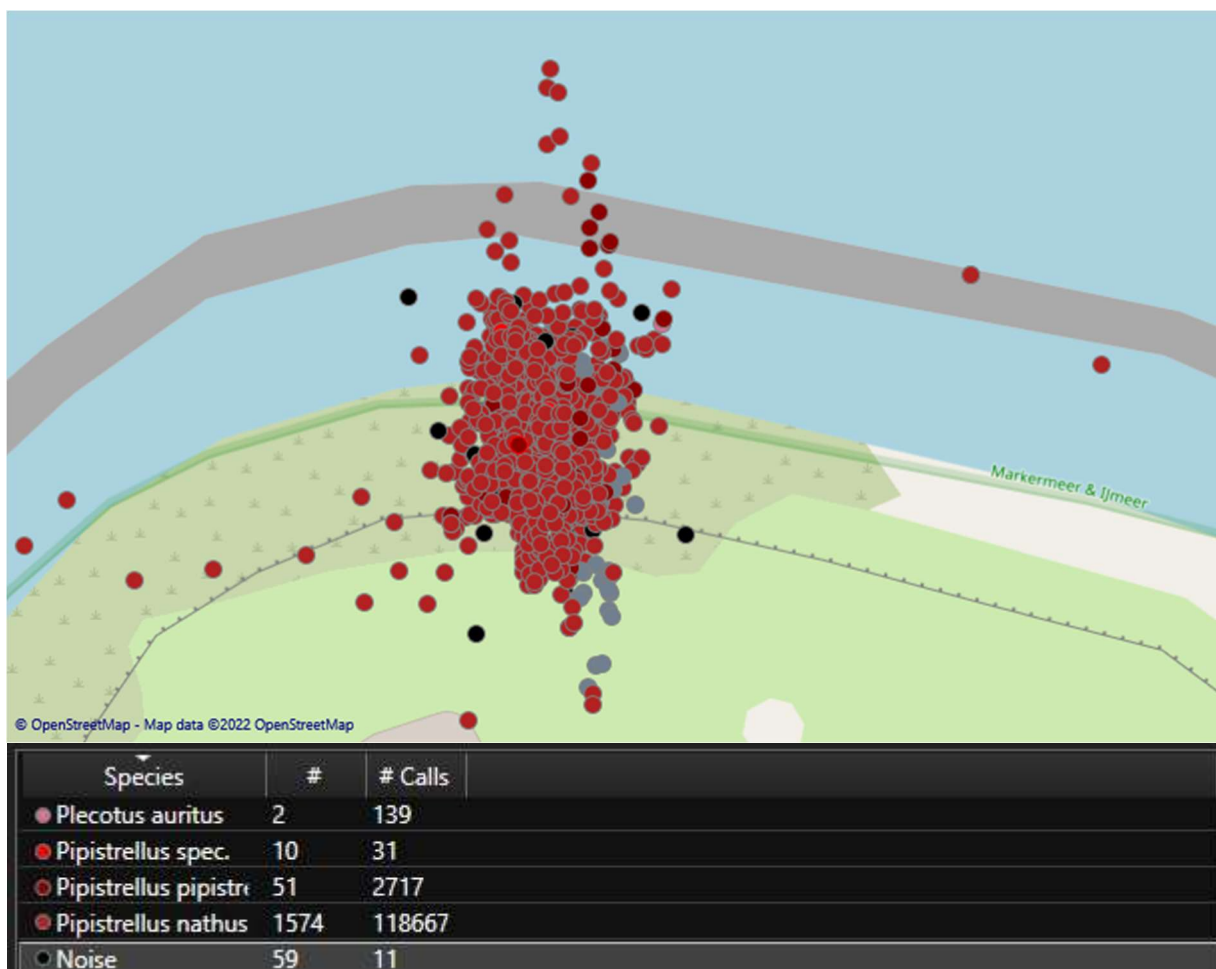 Markermeer & IJmeer
© OpenStreetMap - Map data ©2022 OpenStreetMap
Species # # Calls
Plecotus auritus 2 139
Pipistrellus spec. 10 31
Pipistrellus pipistre 51 2717
Pipistrellus nathus 1574 118667
Noise 59 11